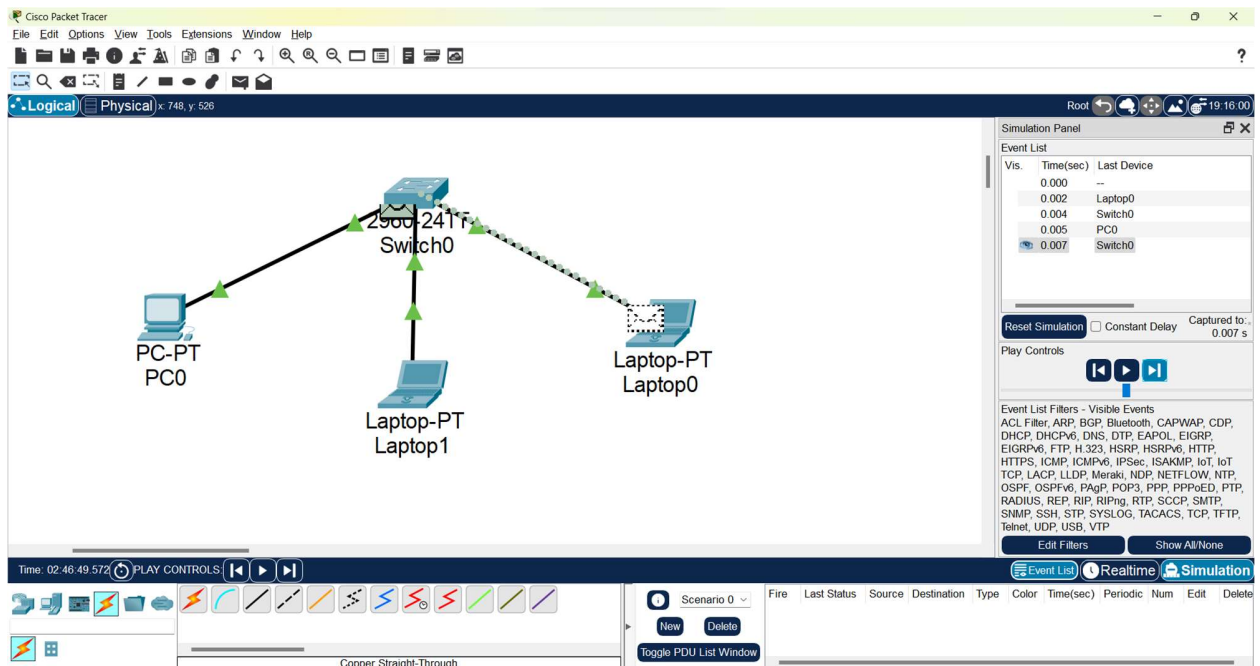 Cisco Packet Tracer
File Edit Options View Tools Extensions Window Help
?
Logical Physical x: 748, y: 526 Root 19:16:00
Simulation Panel
Event List
Vis. Time(sec) Last Device
0.000 --
0.002 Laptop0
0.004 Switch0
0.005 PC0
0.007 Switch0
Reset Simulation Constant Delay Captured to:
0.007 s
Play Controls
Event List Filters - Visible Events
ACL Filter, ARP, BGP, Bluetooth, CAPWAP, CDP,
DHCP, DHCPv6, DNS, DTP, EAPOL, EIGRP,
EIGRPv6, FTP, H.323, HSRP, HSRPv6, HTTP,
HTTPS, ICMP, ICMPv6, IPSec, ISAKMP, IoT, IoT
TCP, LACP, LLDP, Meraki, NDP, NETFLOW, NTP,
OSPF, OSPFv6, PAgP, POP3, PPP, PPPoED, PTP,
RADIUS, REP, RIP, RIPng, RTP, SCCP, SMTP,
SNMP, SSH, STP, SYSLOG, TACACS, TCP, TFTP,
Telnet, UDP, USB, VTP
Edit Filters Show All/None
2960-24TT
Switch0
PC-PT
PC0
Laptop-PT
Laptop1
Laptop-PT
Laptop0
Time: 02:46:49.572 PLAY CONTROLS: Event List Realtime Simulation
Scenario 0
New Delete
Toggle PDU List Window
Fire Last Status Source Destination Type Color Time(sec) Periodic Num Edit Delete
Copper Straight-Through